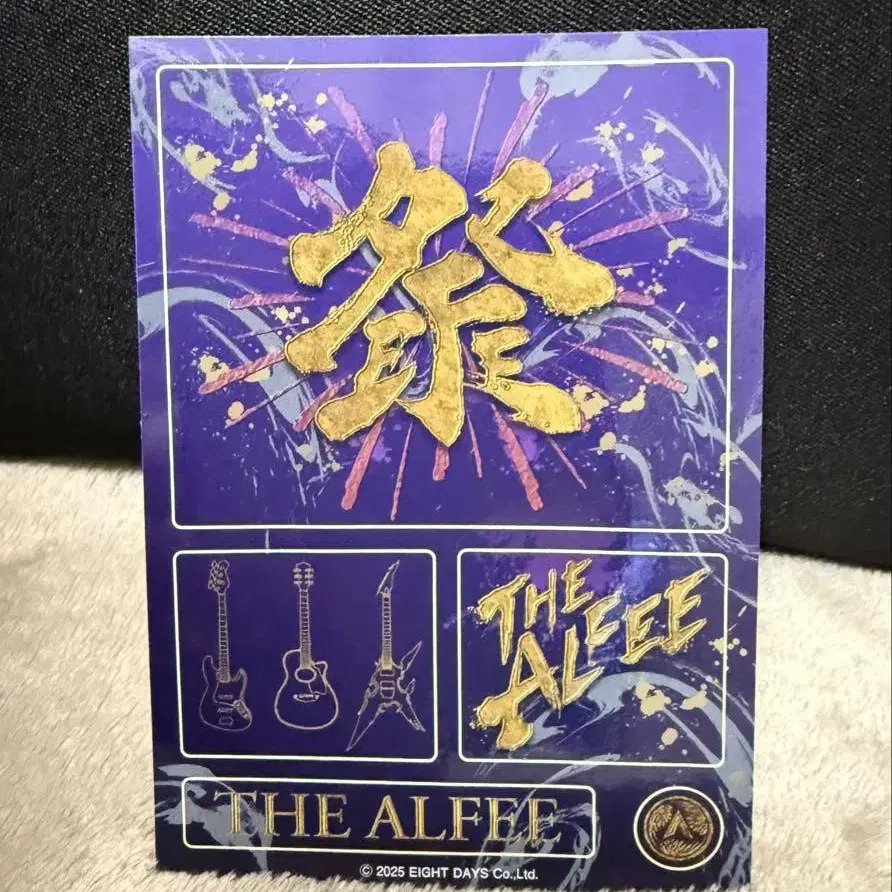 祭
THE
ALFEE
THE ALFEE
A
© 2025 EIGHT DAYS Co.,Ltd.